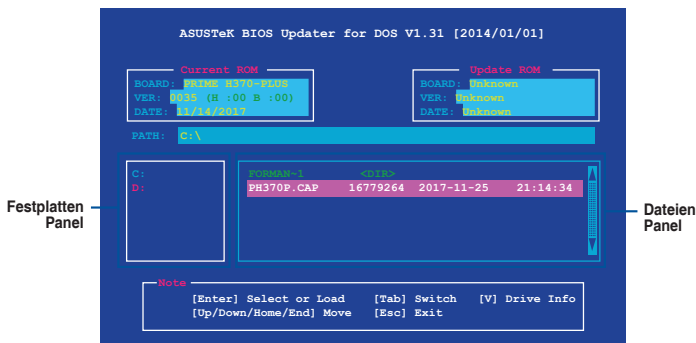 ASUSTeK BIOS Updater for DOS V1.31 [2014/01/01]
Current ROM
BOARD: PRIME H370-PLUS
VER: 0035 (H :00 B :00)
DATE: 11/14/2017
Update ROM
BOARD: Unknown
VER: Unknown
DATE: Unknown
PATH: C:\
C:
D:
FORMAN~1 <DIR>
PH370P.CAP 16779264 2017-11-25 21:14:34
Festplatten
Panel
Dateien
Panel
Note
[Enter] Select or Load [Tab] Switch [V] Drive Info
[Up/Down/Home/End] Move [Esc] Exit